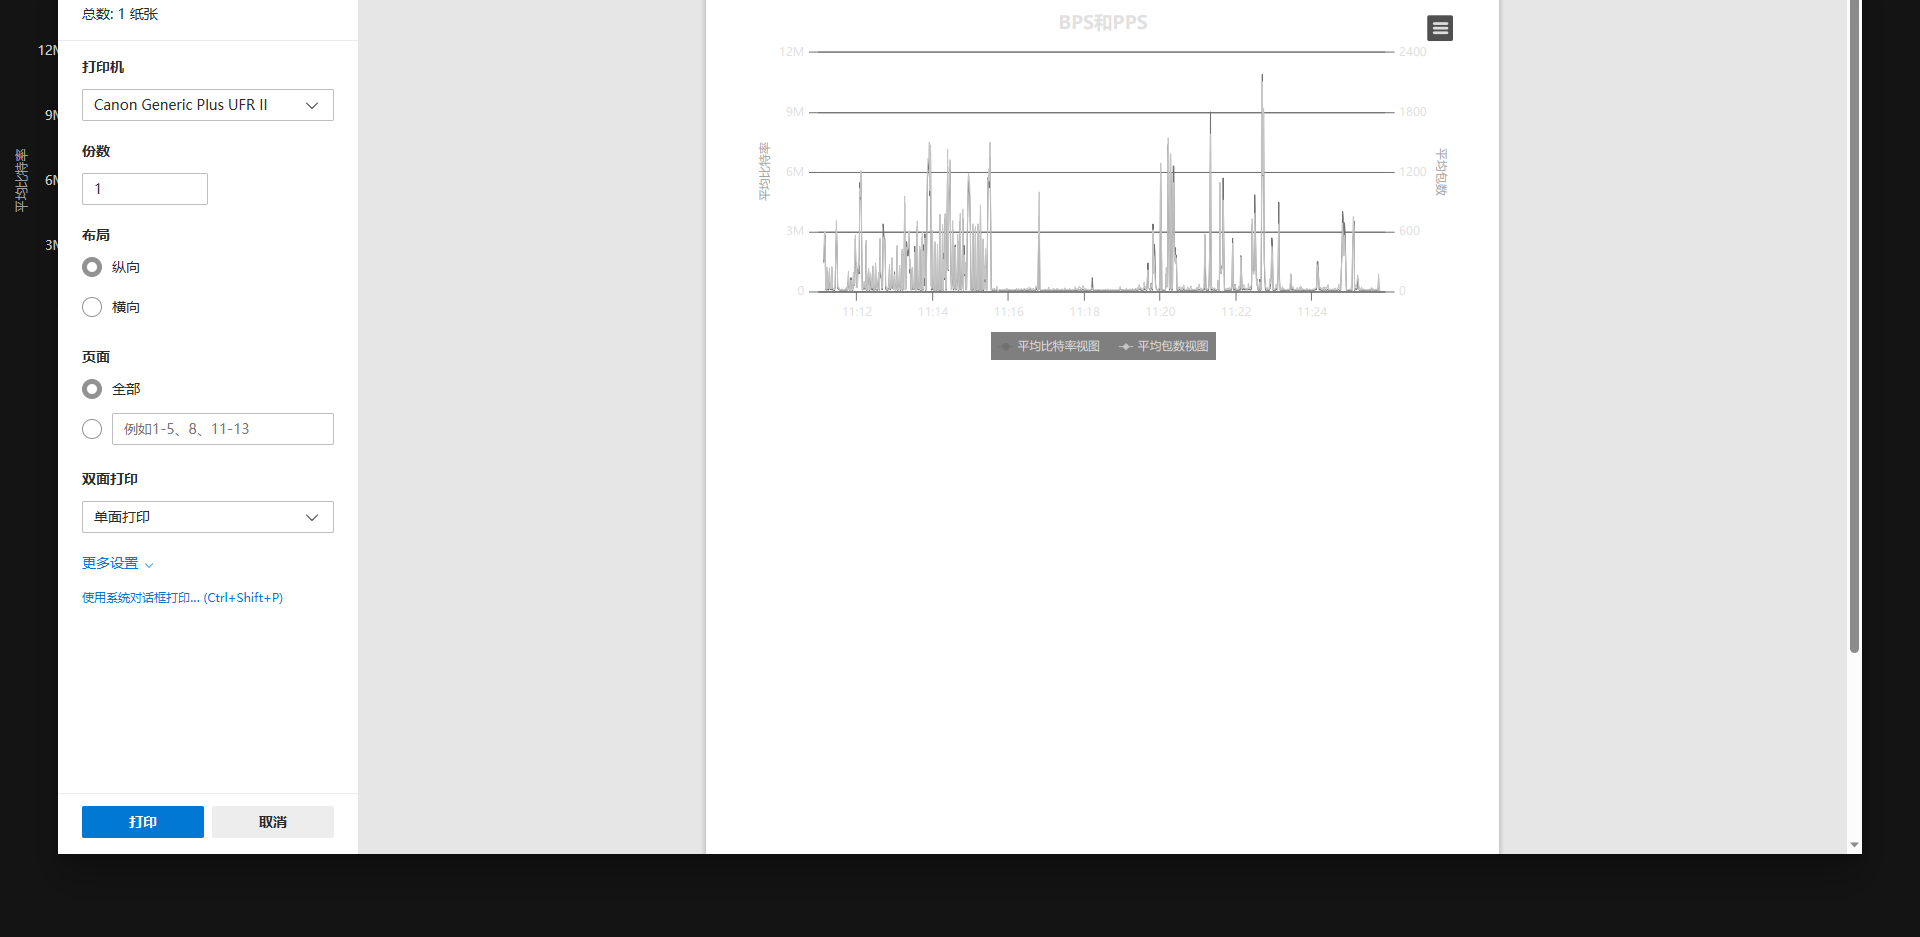 总数: 1 纸张
打印机
Canon Generic Plus UFR II
份数
1
布局
纵向
横向
页面
全部
例如1-5、8、11-13
双面打印
单面打印
更多设置
使用系统对话框打印... (Ctrl+Shift+P)
打印
取消
12M
9M
6M
3M
平均比特率
BPS和PPS
12M
9M
6M
3M
0
平均比特率
2400
1800
1200
600
0
平均包数
11:12
11:14
11:16
11:18
11:20
11:22
11:24
平均比特率视图
平均包数视图